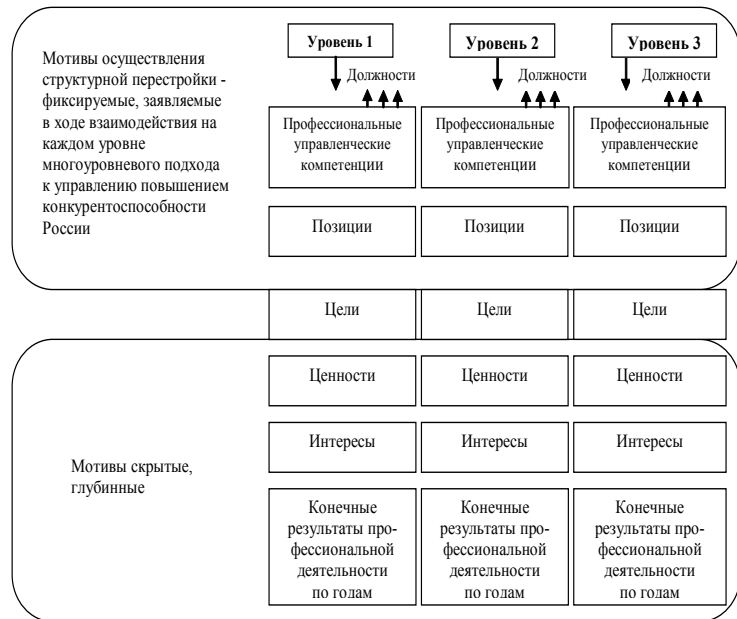 Мотивы осуществления
структурной перестройки -
фиксируемые, заявляемые
в ходе взаимодействия на
каждом уровне
многоуровневого подхода
к управлению повышением
конкурентоспособности
России
Уровень 1
Уровень 2
Уровень 3
Должности
Должности
Должности
Профессиональные
управленческие
компетенции
Профессиональные
управленческие
компетенции
Профессиональные
управленческие
компетенции
Позиции
Позиции
Позиции
Цели
Цели
Цели
Мотивы скрытые,
глубинные
Ценности
Ценности
Ценности
Интересы
Интересы
Интересы
Конечные
результаты про-
фессиональной
деятельности
по годам
Конечные
результаты про-
фессиональной
деятельности
по годам
Конечные
результаты про-
фессиональной
деятельности
по годам